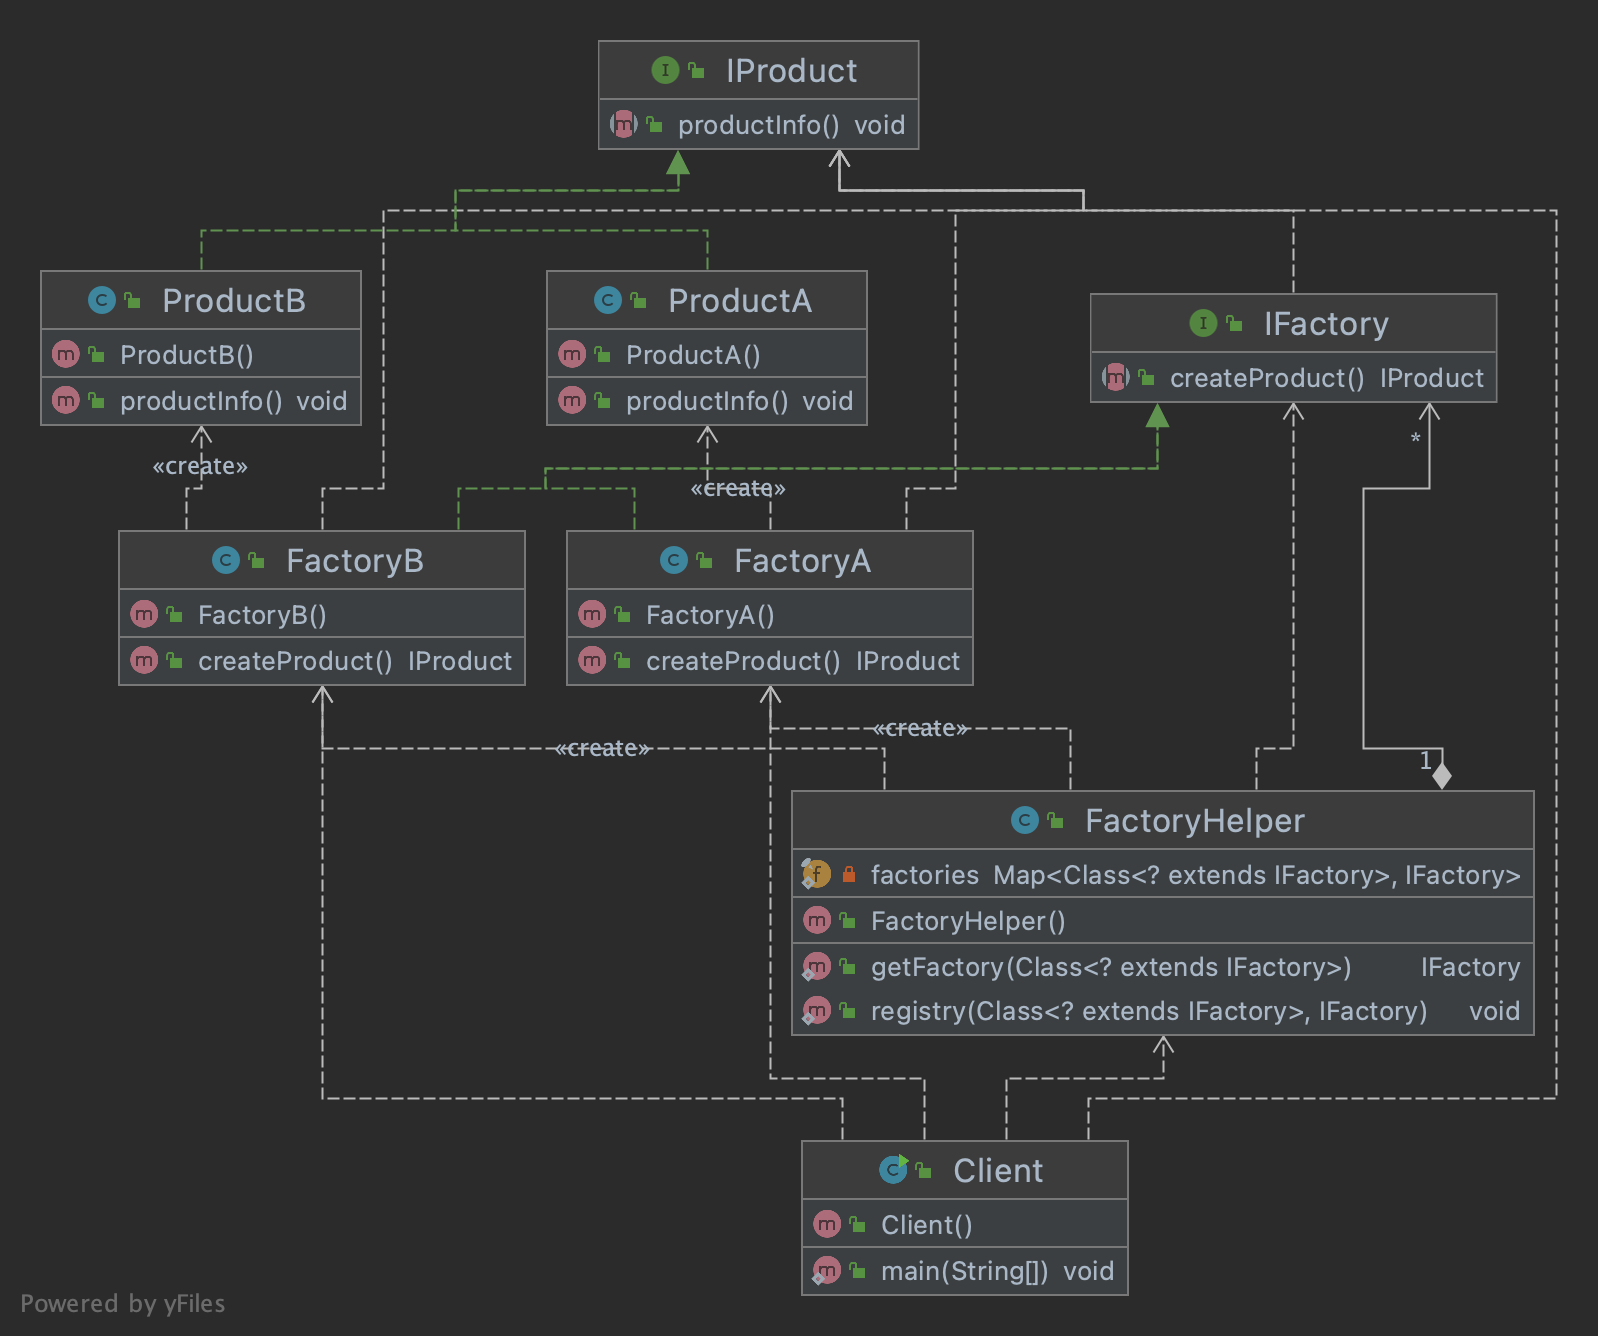 IProduct
productInfo() void
ProductB
ProductB()
productInfo() void
ProductA
ProductA()
productInfo() void
IFactory
createProduct() IProduct
*
«create»
«create»
FactoryB
FactoryB()
createProduct() IProduct
FactoryA
FactoryA()
createProduct() IProduct
«create»
«create»
1
FactoryHelper
factories Map<Class<? extends IFactory>, IFactory>
FactoryHelper()
getFactory(Class<? extends IFactory>) IFactory
registry(Class<? extends IFactory>, IFactory) void
Client
Client()
main(String[]) void
Powered by yFiles